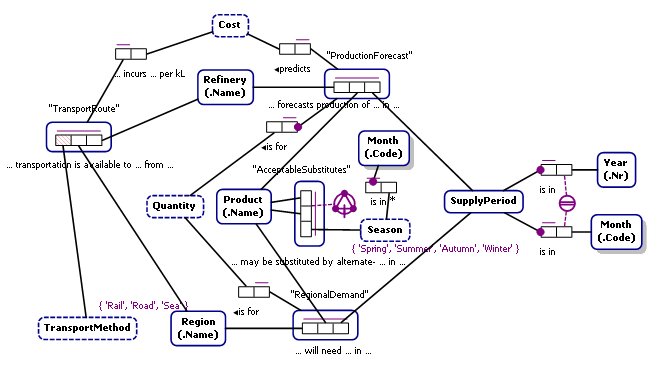 Cost
"ProductionForecast"
... incurs ... per kL
◂predicts
Refinery
(.Name)
"TransportRoute"
... forecasts production of ... in ...
◂is for
Month
(.Code)
... transportation is available to ... from ...
"AcceptableSubstitutes"
Year
(.Nr)
is in
is in *
Quantity
Product
(.Name)
SupplyPeriod
Season
Month
(.Code)
is in
{ 'Spring', 'Summer', 'Autumn', 'Winter' }
... may be substituted by alternate- ... in ...
"RegionalDemand"
{ 'Rail', 'Road', 'Sea' }
◂is for
TransportMethod
Region
(.Name)
... will need ... in ...